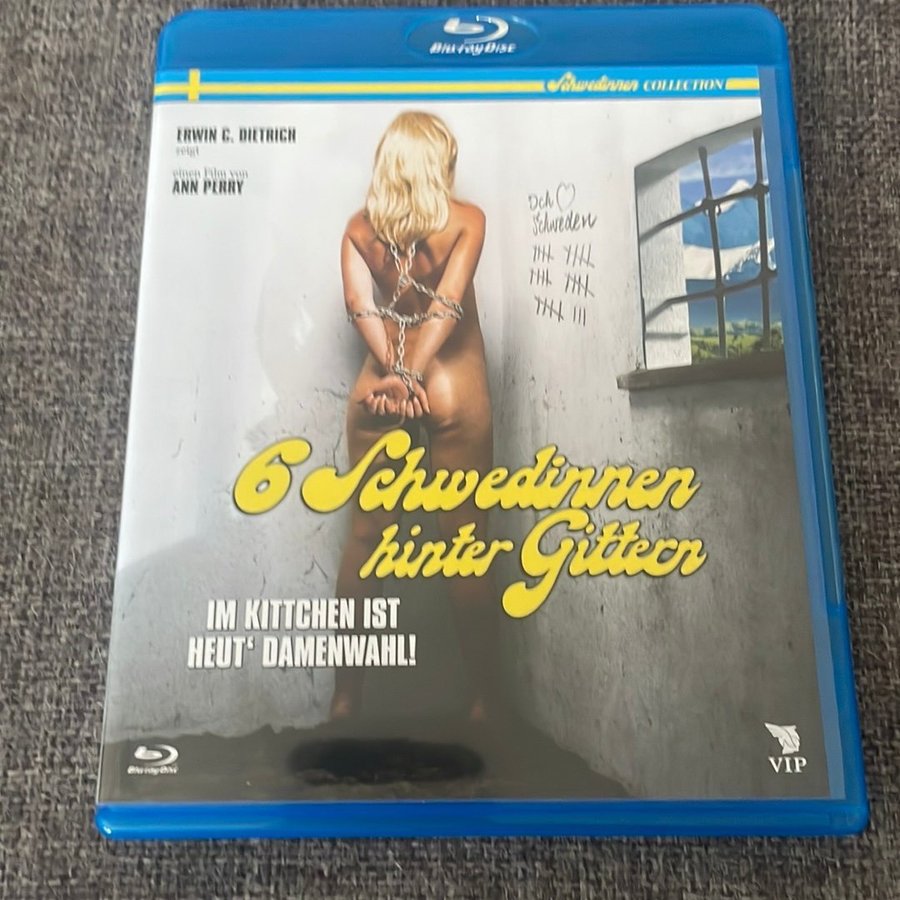 Blu-ray Disc
Schwedinnen COLLECTION
ERWIN C. DIETRICH
zeigt
einen Film von
ANN PERRY
Ich ♡
Schweden
6 Schwedinnen
hinter Gittern
IM KITTCHEN IST
HEUT' DAMENWAHL!
Blu-ray Disc
VIP